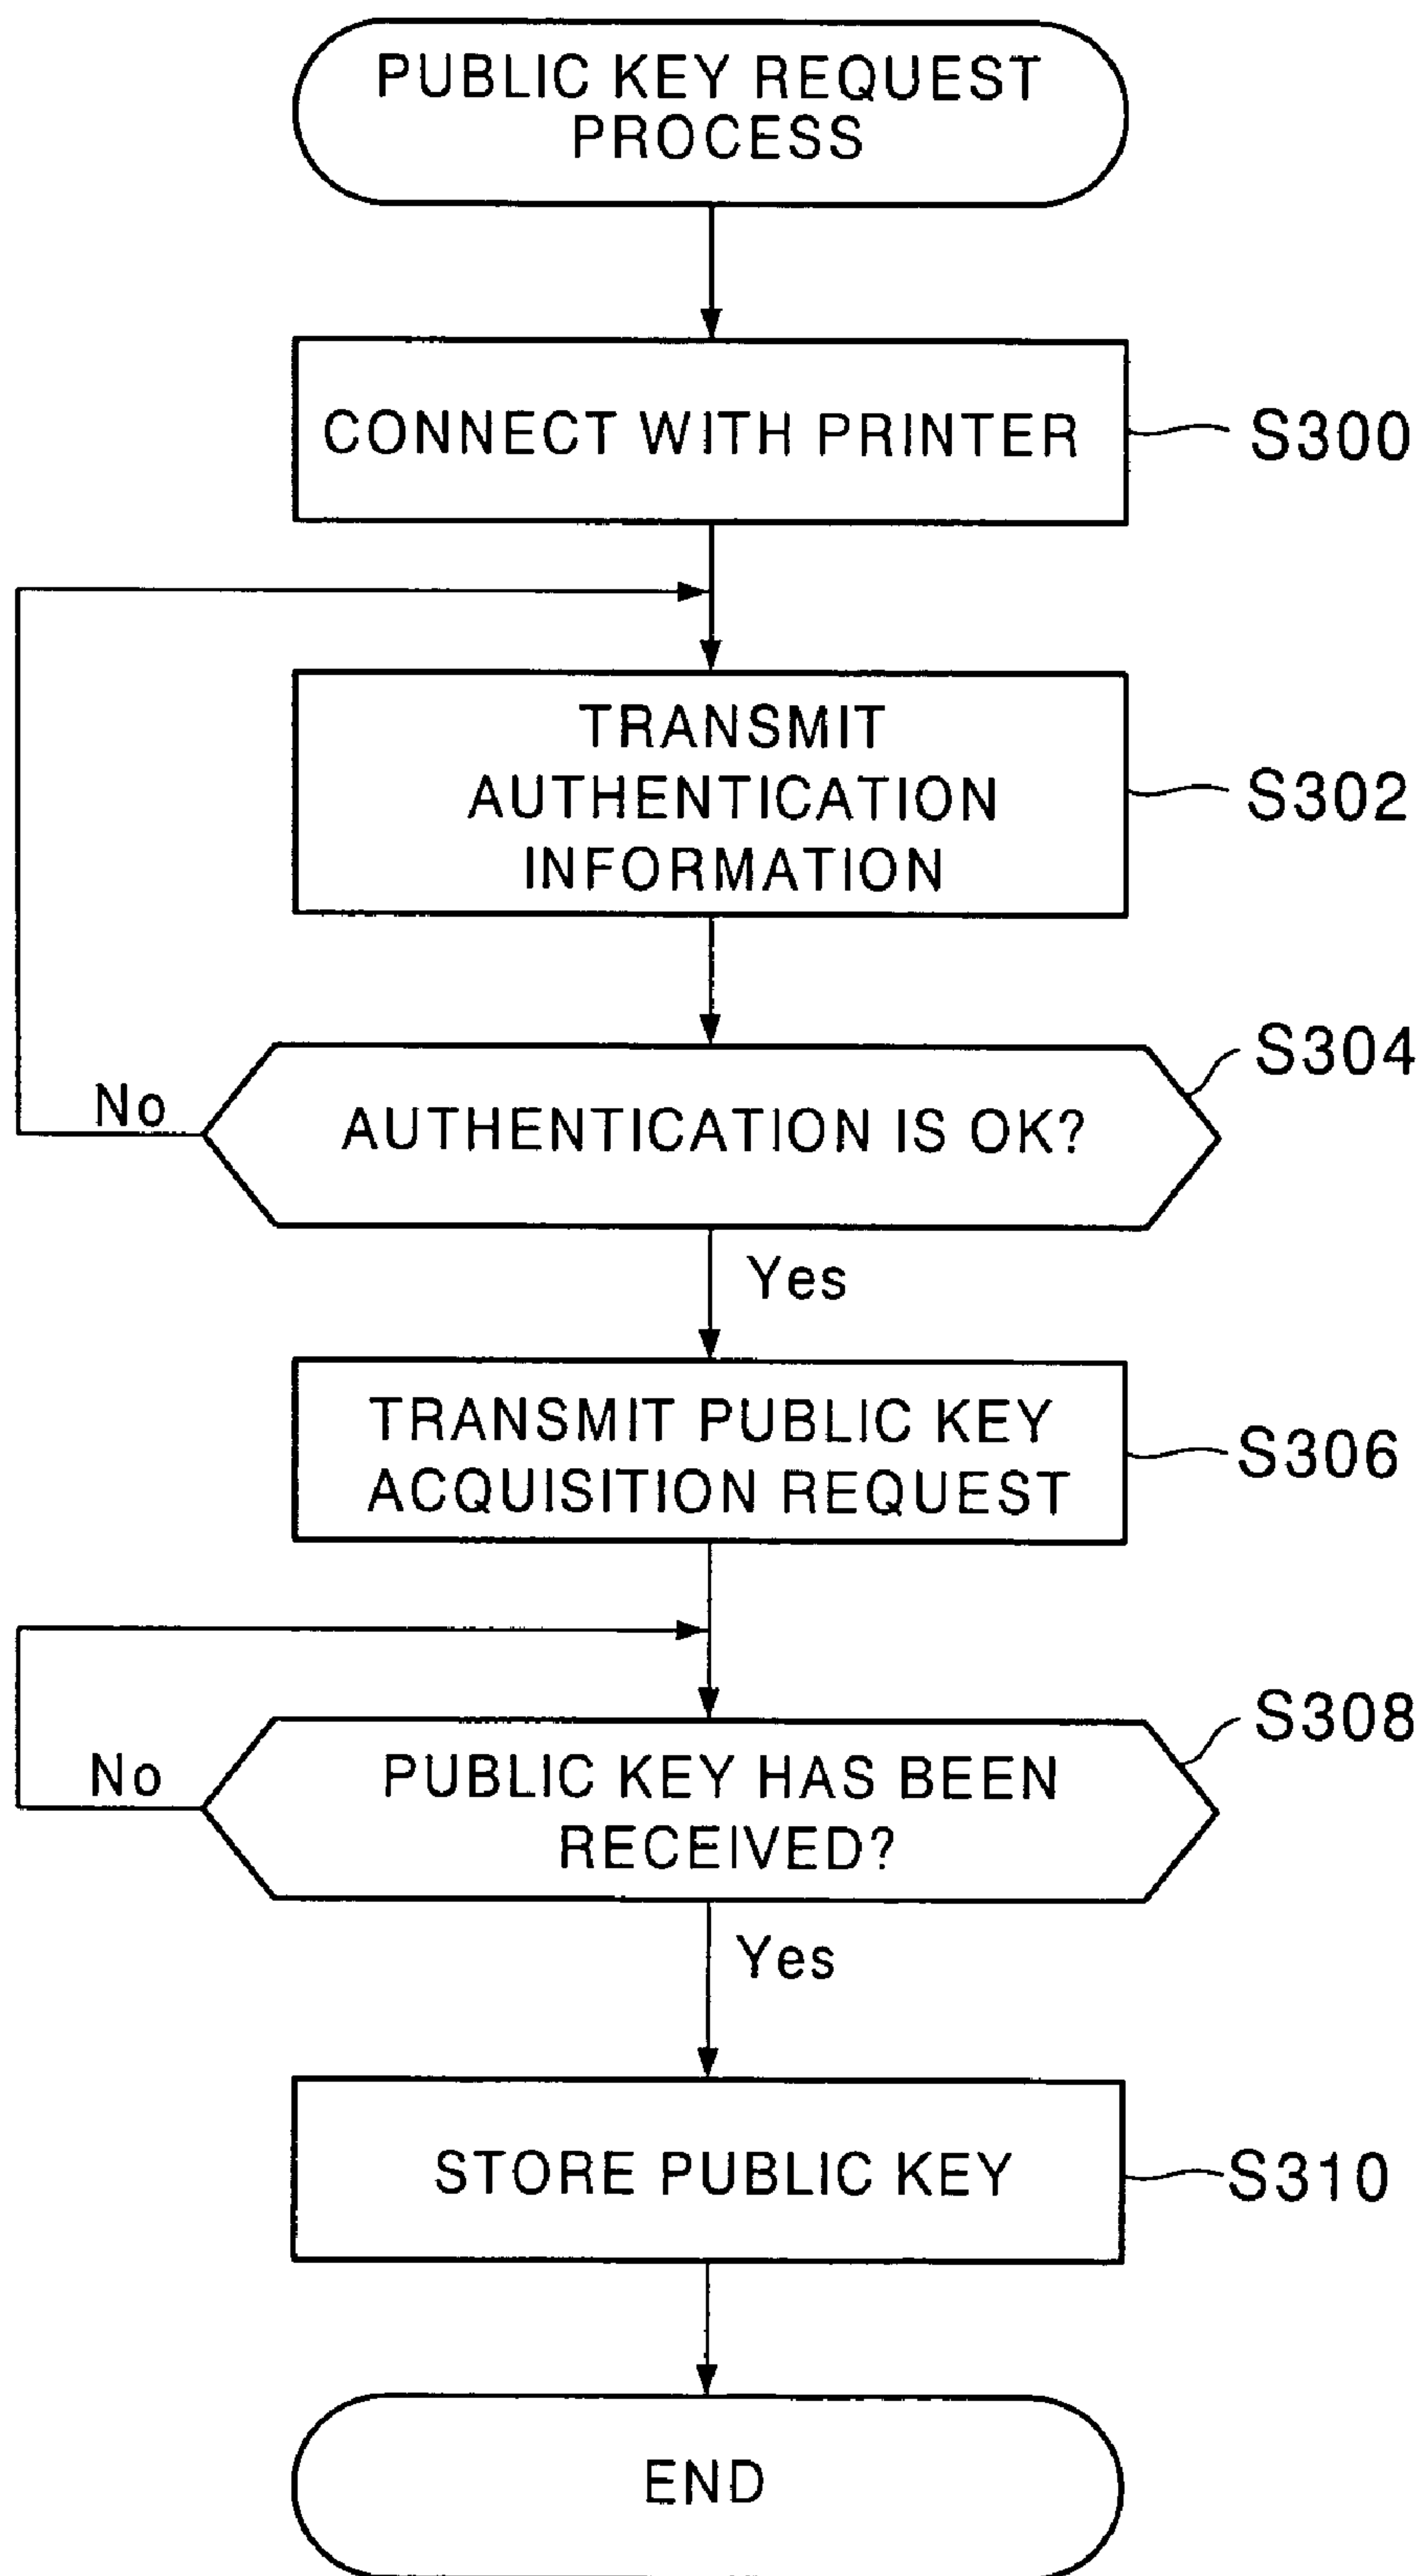 PUBLIC KEY REQUEST
PROCESS
CONNECT WITH PRINTER
S300
TRANSMIT
AUTHENTICATION
INFORMATION
S302
S304
No
AUTHENTICATION IS OK?
Yes
TRANSMIT PUBLIC KEY
ACQUISITION REQUEST
S306
S308
No
PUBLIC KEY HAS BEEN
RECEIVED?
Yes
STORE PUBLIC KEY
S310
END